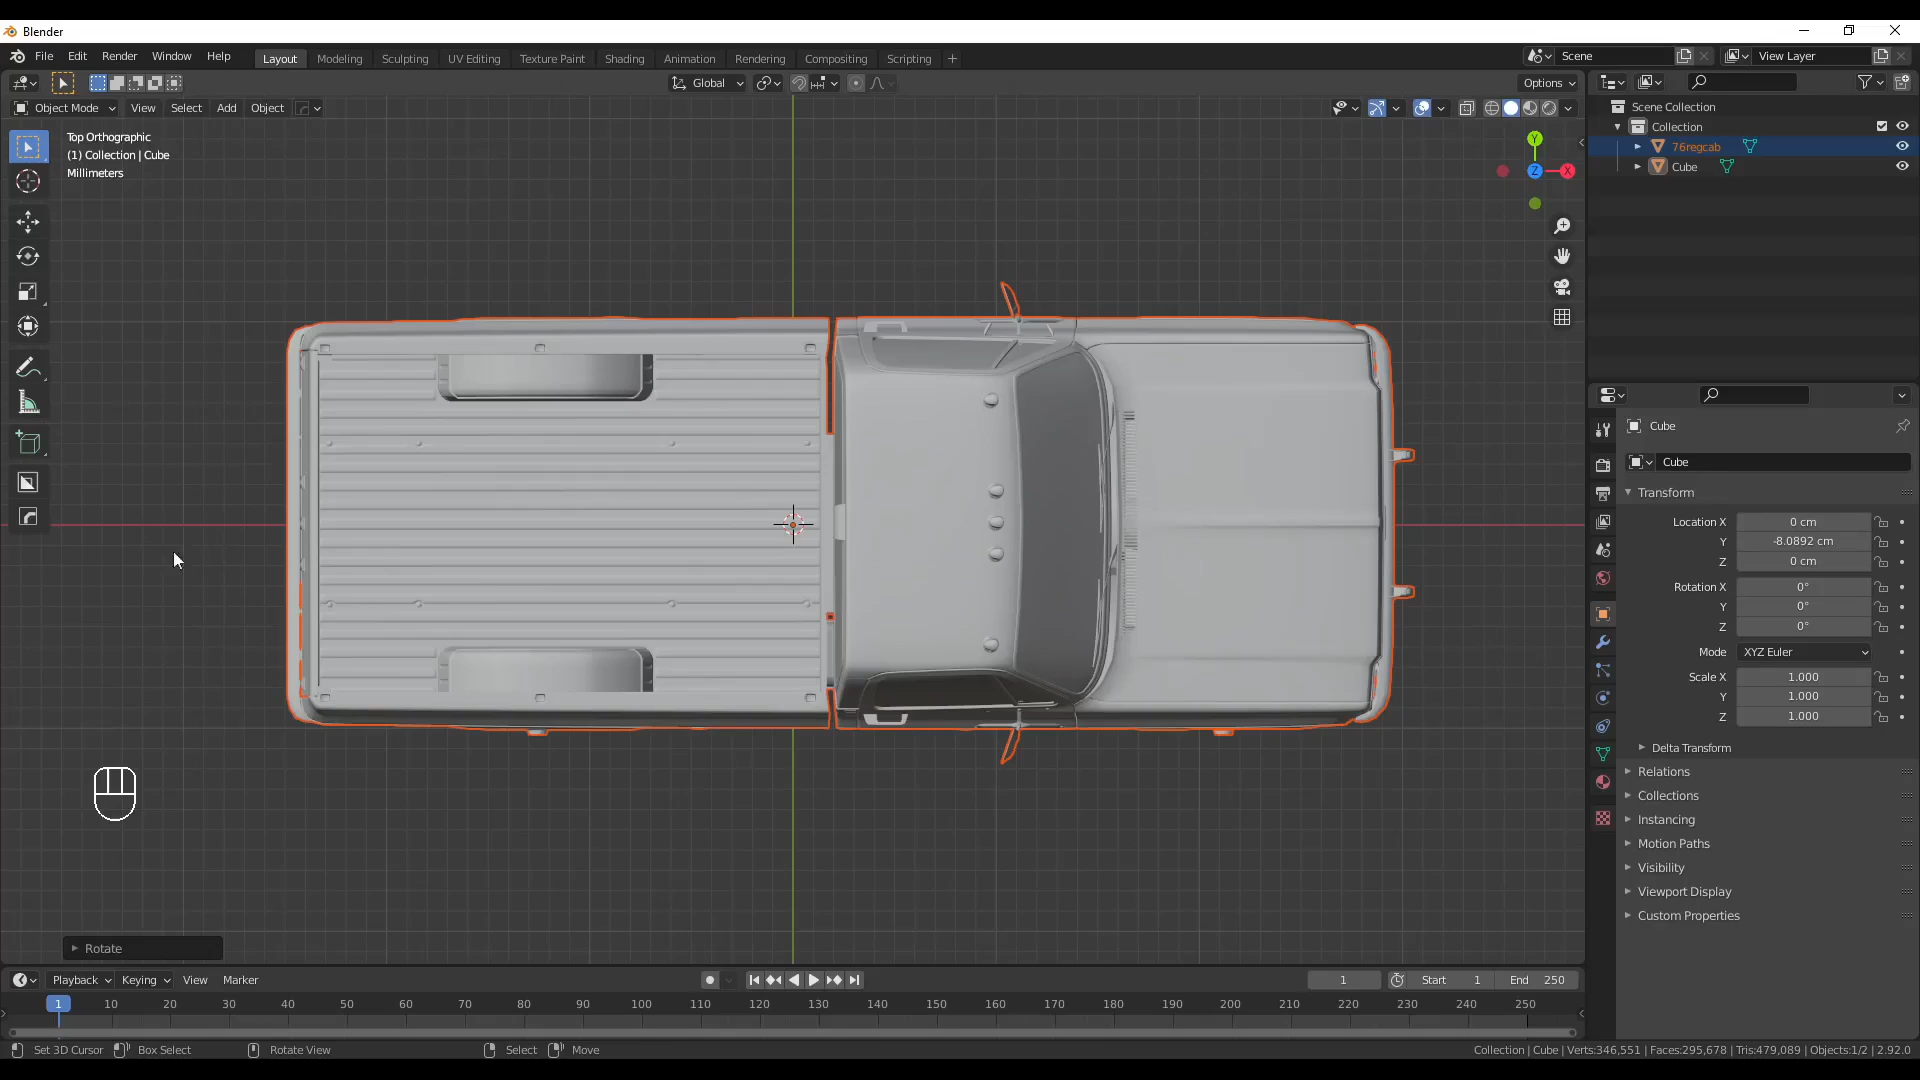 Blender
File Edit Render Window Help Layout Modeling Sculpting UV Editing Texture Paint Shading Animation Rendering Compositing Scripting + Scene View Layer
Global Options
Object Mode View Select Add Object
Top Orthographic
(1) Collection | Cube
Millimeters
Y
Z X
Scene Collection
Collection
76regcab
Cube
Cube
Cube
Transform
Location X 0 cm
Y -8.0892 cm
Z 0 cm
Rotation X 0°
Y 0°
Z 0°
Mode XYZ Euler
Scale X 1.000
Y 1.000
Z 1.000
Delta Transform
Relations
Collections
Instancing
Motion Paths
Visibility
Viewport Display
Custom Properties
Rotate
Playback Keying View Marker 1 Start 1 End 250
1 10 20 30 40 50 60 70 80 90 100 110 120 130 140 150 160 170 180 190 200 210 220 230 240 250
Set 3D Cursor Box Select Rotate View Select Move Collection | Cube | Verts:346,551 | Faces:295,678 | Tris:479,089 | Objects:1/2 | 2.92.0